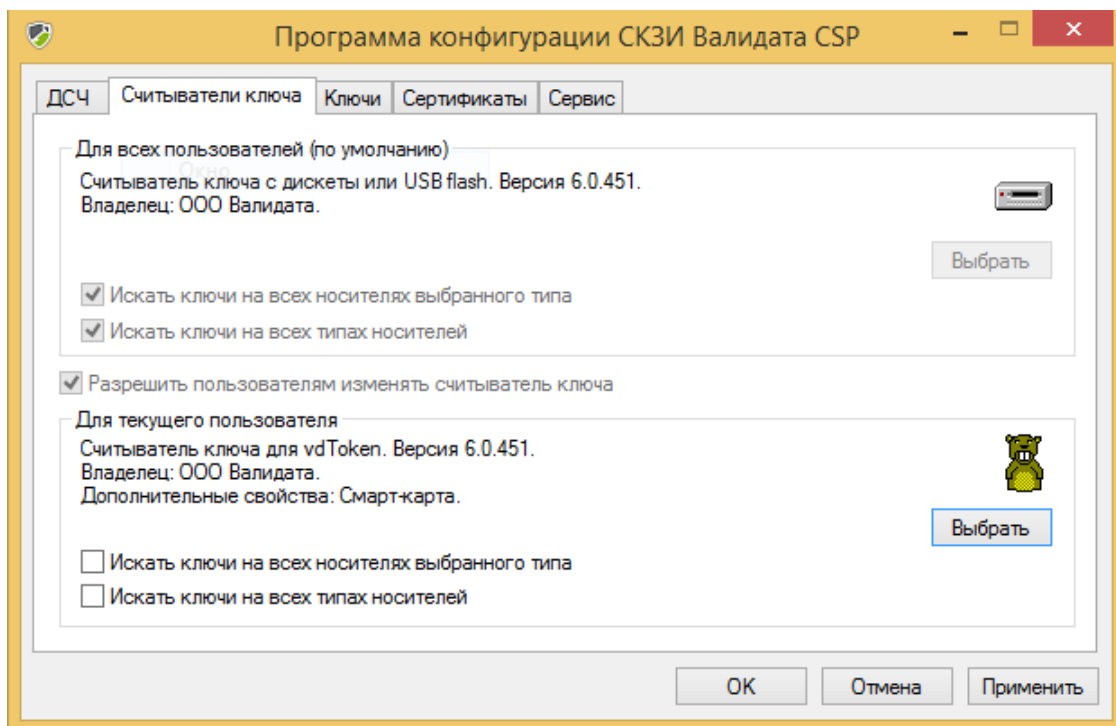 Программа конфигурации СКЗИ Валидата CSP
ДСЧ Считыватели ключа Ключи Сертификаты Сервис
Для всех пользователей (по умолчанию)
Окно
Считыватель ключа с дискеты или USB flash. Версия 6.0.451.
Владелец: ООО Валидата.
Выбрать
Искать ключи на всех носителях выбранного типа
Искать ключи на всех типах носителей
Разрешить пользователям изменять считыватель ключа
Для текущего пользователя
Считыватель ключа для vdToken. Версия 6.0.451.
Владелец: ООО Валидата.
Дополнительные свойства: Смарт-карта.
Выбрать
Искать ключи на всех носителях выбранного типа
Искать ключи на всех типах носителей
OK Отмена Применить